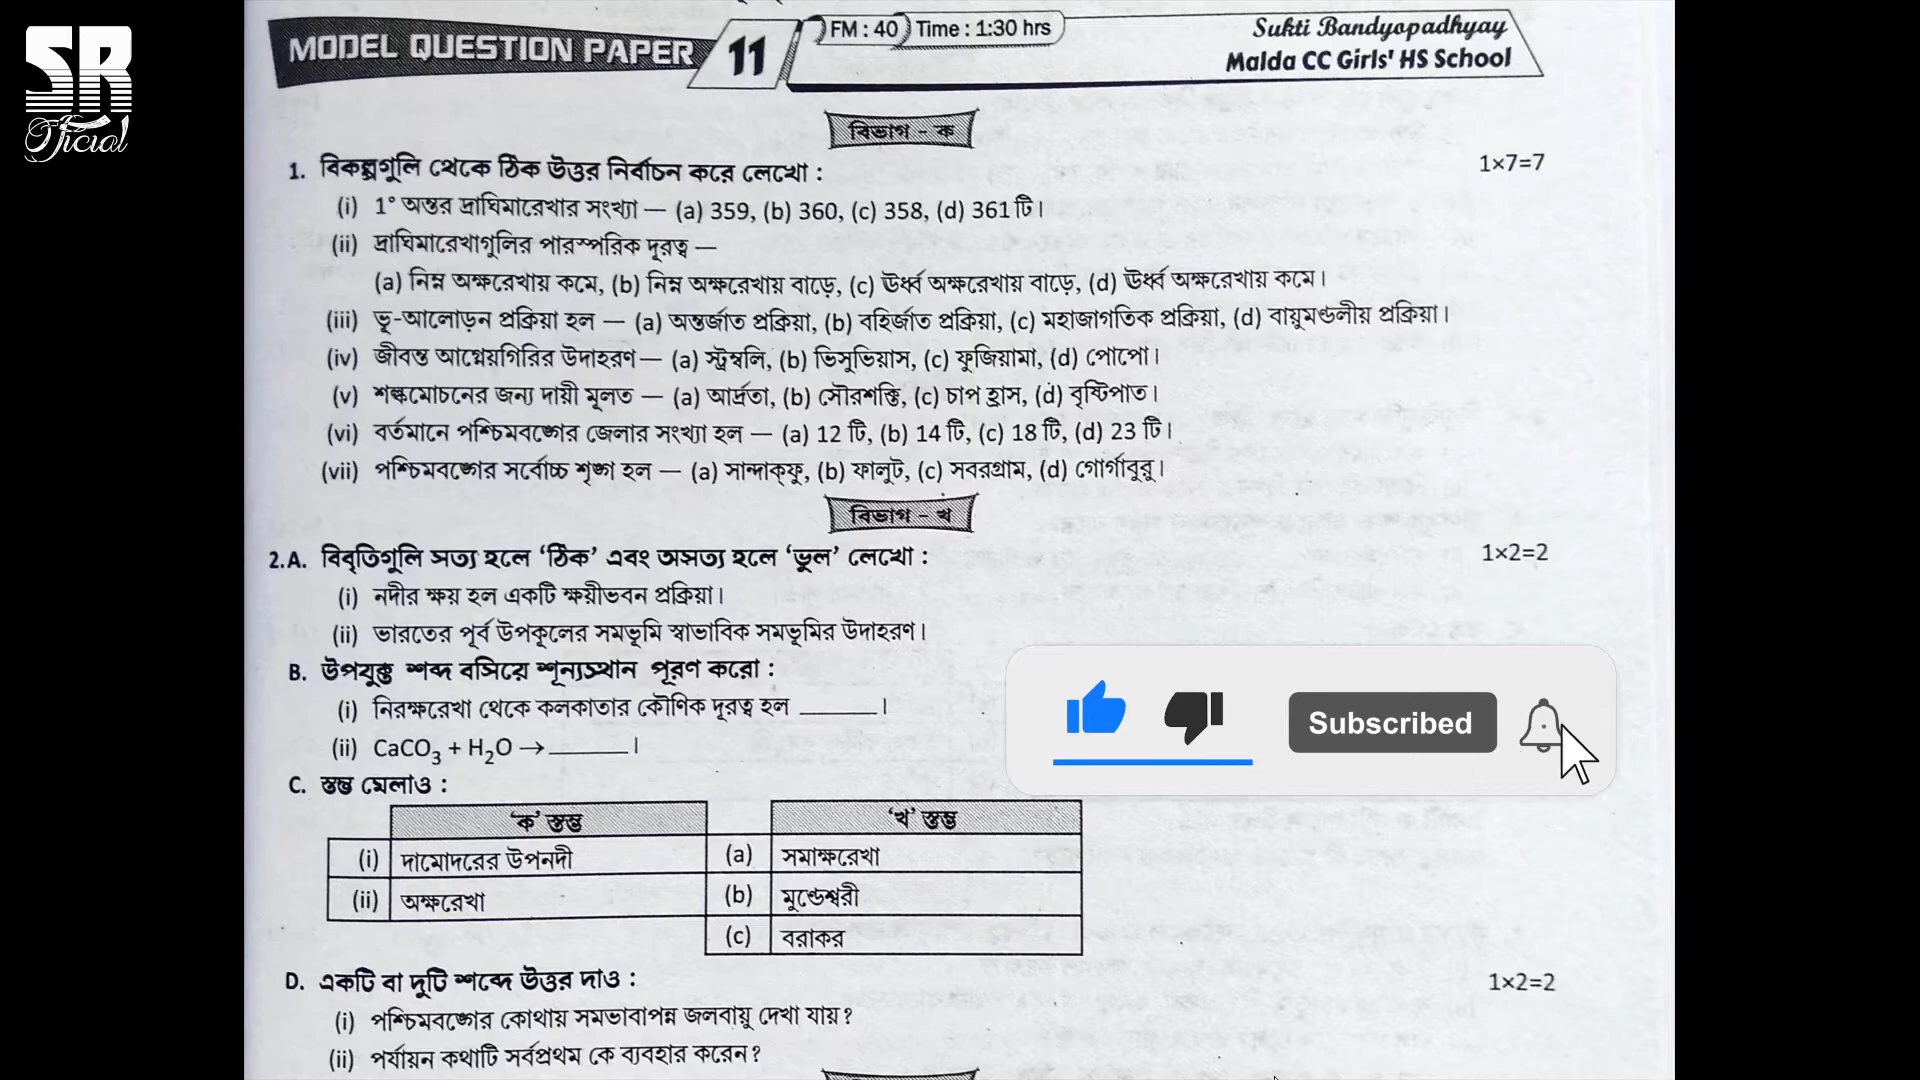 SR
Oficial
MODEL QUESTION PAPER 11 FM : 40 Time : 1:30 hrs Sukti Bandyopadhyay
Malda CC Girls' HS School
বিভাগ - ক
1. বিকল্পগুলি থেকে ঠিক উত্তর নির্বাচন করে লেখো : 1×7=7
(i) 1° অন্তর দ্রাঘিমারেখার সংখ্যা — (a) 359, (b) 360, (c) 358, (d) 361 টি।
(ii) দ্রাঘিমারেখাগুলির পারস্পরিক দূরত্ব —
(a) নিম্ন অক্ষরেখায় কমে, (b) নিম্ন অক্ষরেখায় বাড়ে, (c) ঊর্ধ্ব অক্ষরেখায় বাড়ে, (d) ঊর্ধ্ব অক্ষরেখায় কমে।
(iii) ভূ-আলোড়ন প্রক্রিয়া হল — (a) অন্তর্জাত প্রক্রিয়া, (b) বহির্জাত প্রক্রিয়া, (c) মহাজাগতিক প্রক্রিয়া, (d) বায়ুমণ্ডলীয় প্রক্রিয়া।
(iv) জীবন্ত আগ্নেয়গিরির উদাহরণ— (a) স্ট্রম্বলি, (b) ভিসুভিয়াস, (c) ফুজিয়ামা, (d) পোপো।
(v) শল্কমোচনের জন্য দায়ী মূলত — (a) আর্দ্রতা, (b) সৌরশক্তি, (c) চাপ হ্রাস, (d) বৃষ্টিপাত।
(vi) বর্তমানে পশ্চিমবঙ্গের জেলার সংখ্যা হল — (a) 12 টি, (b) 14 টি, (c) 18 টি, (d) 23 টি।
(vii) পশ্চিমবঙ্গের সর্বোচ্চ শৃঙ্গ হল — (a) সান্দাক্‌ফু, (b) ফালুট, (c) সবরগ্রাম, (d) গোর্গাবুরু।
বিভাগ - খ
2.A. বিবৃতিগুলি সত্য হলে ‘ঠিক’ এবং অসত্য হলে ‘ভুল’ লেখো : 1×2=2
(i) নদীর ক্ষয় হল একটি ক্ষয়ীভবন প্রক্রিয়া।
(ii) ভারতের পূর্ব উপকূলের সমভূমি স্বাভাবিক সমভূমির উদাহরণ।
B. উপযুক্ত শব্দ বসিয়ে শূন্যস্থান পূরণ করো :
(i) নিরক্ষরেখা থেকে কলকাতার কৌণিক দূরত্ব হল ______।
(ii) CaCO₃ + H₂O → ______।
Subscribed
C. স্তম্ভ মেলাও :
‘ক’ স্তম্ভ ‘খ’ স্তম্ভ
(i) দামোদরের উপনদী (a) সমাক্ষরেখা
(ii) অক্ষরেখা (b) মুণ্ডেশ্বরী
(c) বরাকর
D. একটি বা দুটি শব্দে উত্তর দাও : 1×2=2
(i) পশ্চিমবঙ্গের কোথায় সমভাবাপন্ন জলবায়ু দেখা যায়?
(ii) পর্যায়ন কথাটি সর্বপ্রথম কে ব্যবহার করেন?